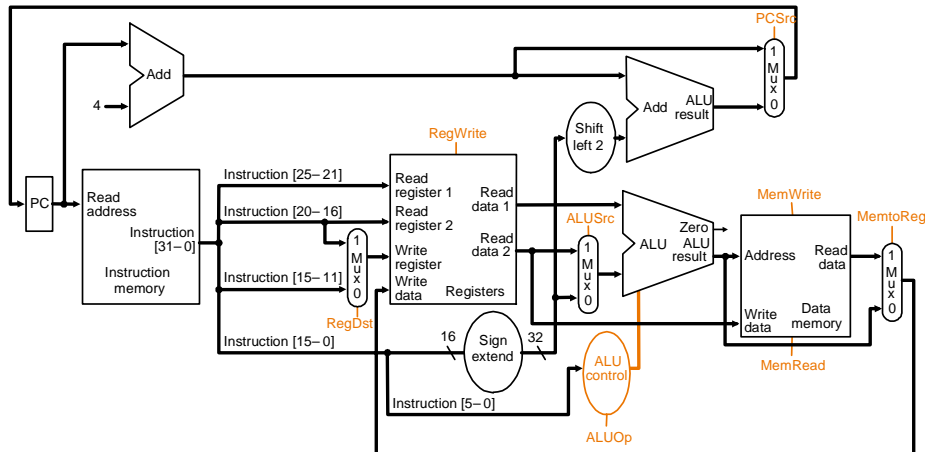 PCSrc
1
M
u
x
0
Add
4
Add
ALU
result
Shift
left 2
RegWrite
PC
Read
address
Instruction
[31–0]
Instruction
memory
Instruction [25–21]
Instruction [20–16]
Instruction [15–11]
Instruction [15–0]
1
M
u
x
0
RegDst
Read
register 1
Read
register 2
Write
register
Write
data
Read
data 1
Read
data 2
Registers
ALUSrc
1
M
u
x
0
Zero
ALU
ALU
result
MemWrite
Address
Read
data
Write
data
Data
memory
MemRead
MemtoReg
1
M
u
x
0
16
Sign
extend
32
ALU
control
Instruction [5–0]
ALUOp